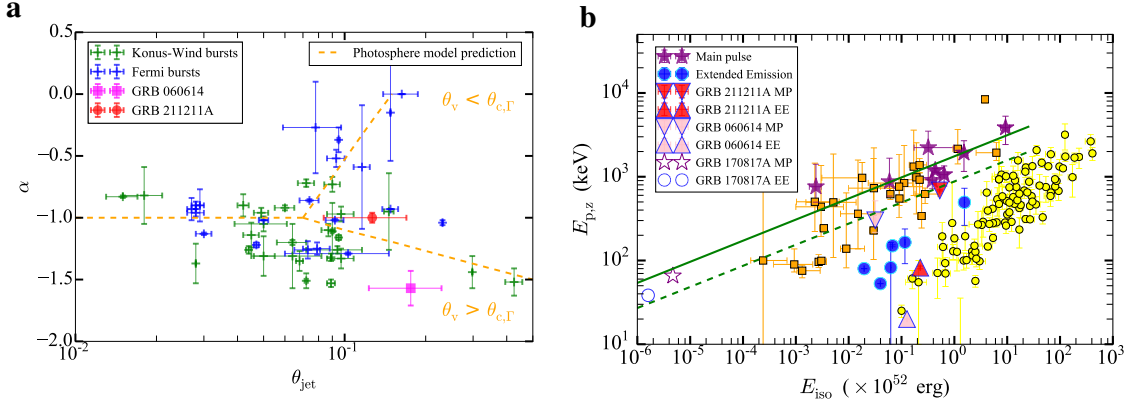 a
0.5
0.0
−0.5
−1.0
−1.5
−2.0
α
Konus-Wind bursts
Fermi bursts
GRB 060614
GRB 211211A
Photosphere model prediction
θv < θc,Γ
θv > θc,Γ
10⁻² 10⁻¹
θjet
b
10⁴
10³
10²
10¹
Ep,z (keV)
Main pulse
Extended Emission
GRB 211211A MP
GRB 211211A EE
GRB 060614 MP
GRB 060614 EE
GRB 170817A MP
GRB 170817A EE
10⁻⁶ 10⁻⁵ 10⁻⁴ 10⁻³ 10⁻² 10⁻¹ 10⁰ 10¹ 10² 10³
Eiso (×10⁵² erg)